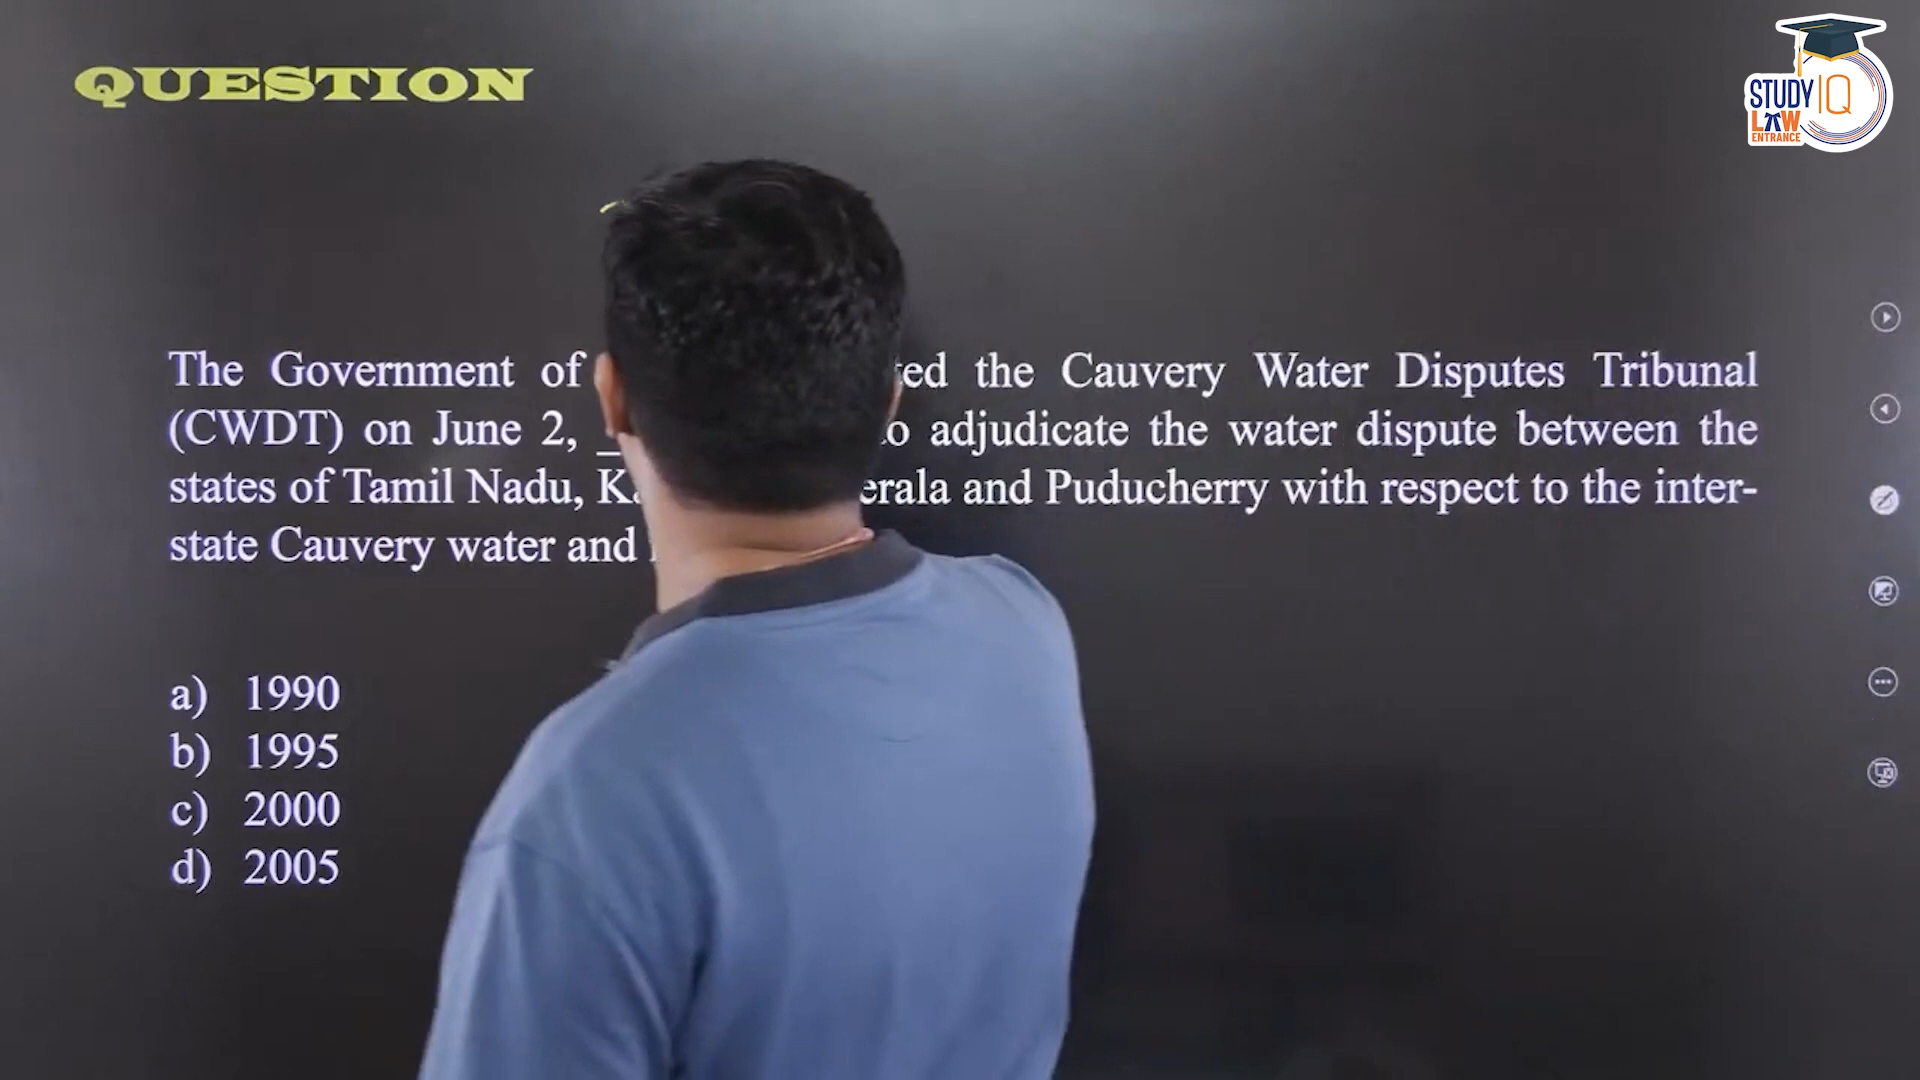 QUESTION
STUDY IQ
LAW
ENTRANCE
The Government of ted the Cauvery Water Disputes Tribunal
(CWDT) on June 2, _ o adjudicate the water dispute between the
states of Tamil Nadu, Ka erala and Puducherry with respect to the inter-
state Cauvery water and
a) 1990
b) 1995
c) 2000
d) 2005